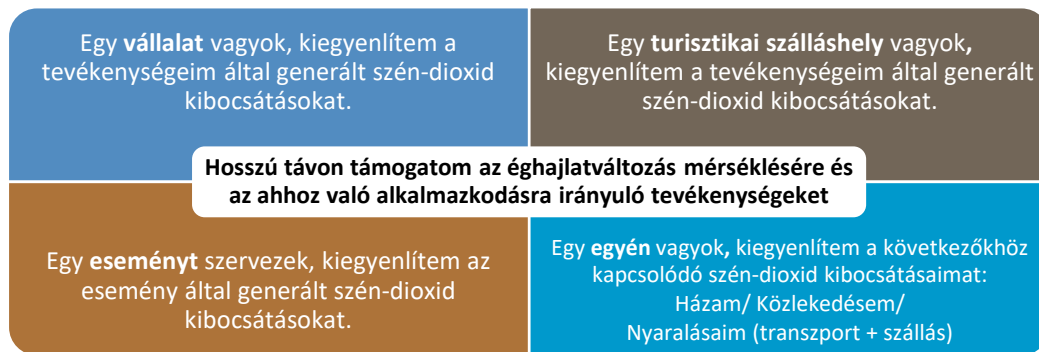 Egy vállalat vagyok, kiegyenlítem a
tevékenységeim által generált szén-dioxid
kibocsátásokat.
Egy turisztikai szálláshely vagyok,
kiegyenlítem a tevékenységeim által generált
szén-dioxid kibocsátásokat.
Hosszú távon támogatom az éghajlatváltozás mérséklésére és
az ahhoz való alkalmazkodásra irányuló tevékenységeket
Egy eseményt szervezek, kiegyenlítem az
esemény által generált szén-dioxid
kibocsátásokat.
Egy egyén vagyok, kiegyenlítem a következőkhöz
kapcsolódó szén-dioxid kibocsátásaimat:
Házam/ Közlekedésem/
Nyaralásaim (transzport + szállás)